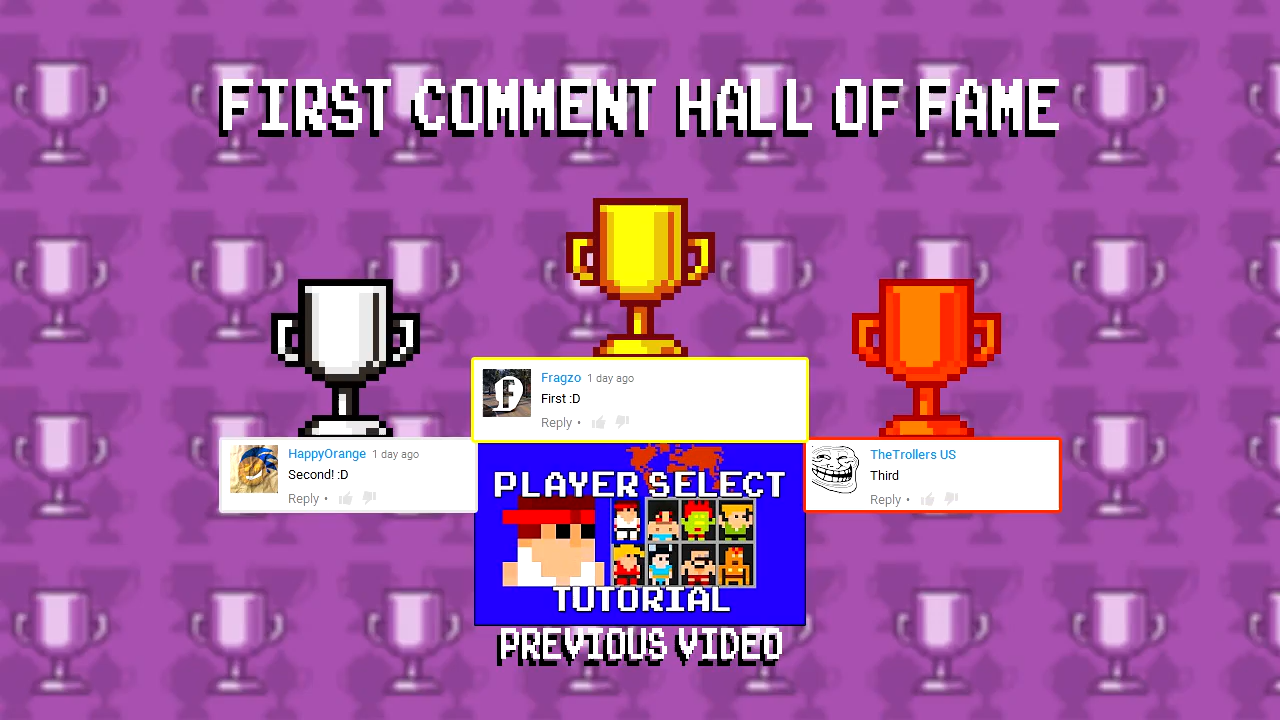 FIRST COMMENT HALL OF FAME
Fragzo 1 day ago
First :D
Reply •
HappyOrange 1 day ago
Second! :D
Reply •
TheTrollers US
Third
Reply •
PLAYER SELECT
TUTORIAL
PREVIOUS VIDEO